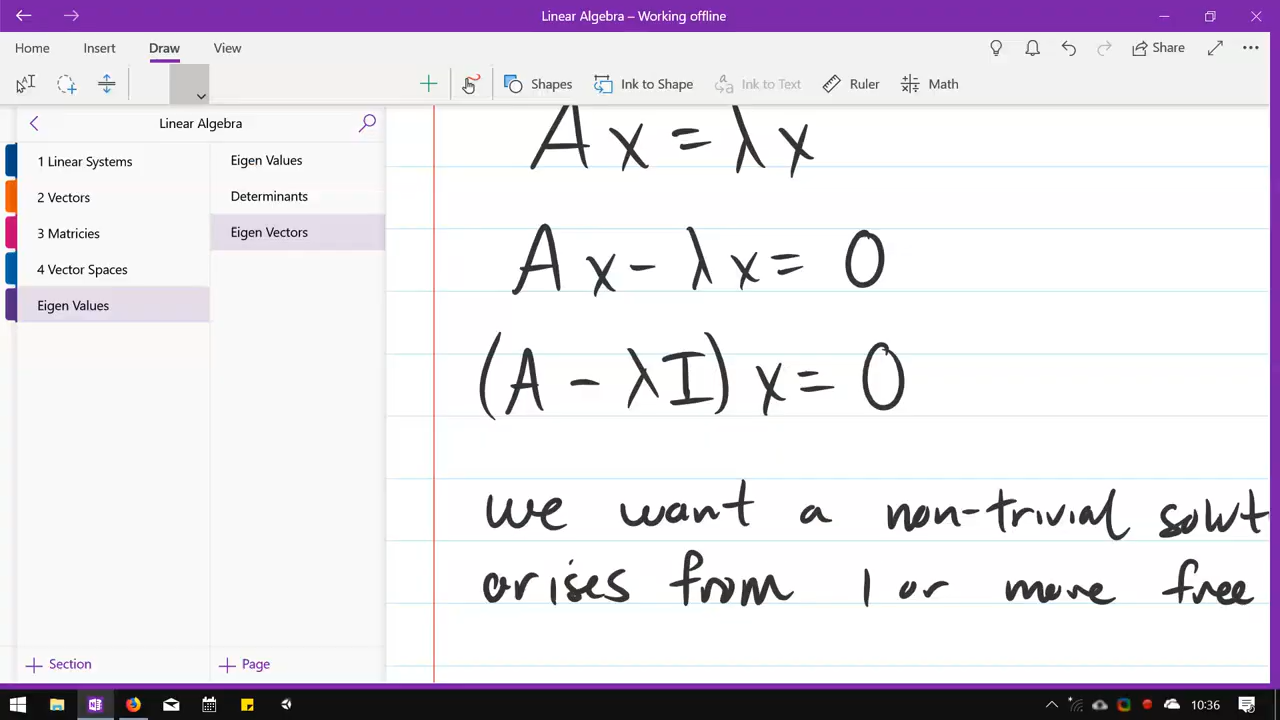 Linear Algebra – Working offline
Home Insert Draw View
Share
Shapes Ink to Shape Ink to Text Ruler Math
Linear Algebra
1 Linear Systems
2 Vectors
3 Matricies
4 Vector Spaces
Eigen Values
Eigen Values
Determinants
Eigen Vectors
Section
Page
Ax = λx
Ax - λx = 0
(A - λI) x = 0
we want a non-trivial solut
arises from 1 or more free
10:36